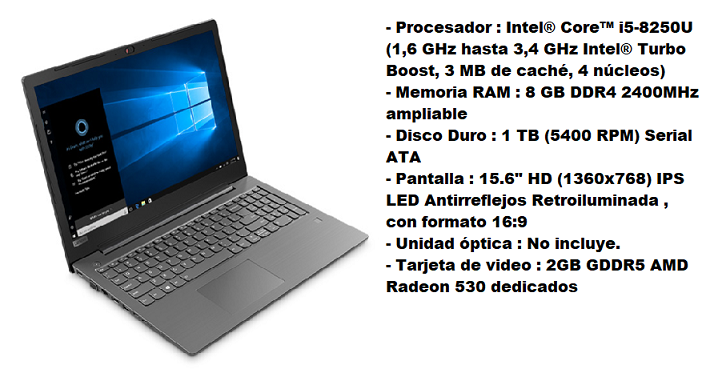 - Procesador : Intel® Core™ i5-8250U
(1,6 GHz hasta 3,4 GHz Intel® Turbo
Boost, 3 MB de caché, 4 núcleos)
- Memoria RAM : 8 GB DDR4 2400MHz
ampliable
- Disco Duro : 1 TB (5400 RPM) Serial
ATA
- Pantalla : 15.6" HD (1360x768) IPS
LED Antirreflejos Retroiluminada ,
con formato 16:9
- Unidad óptica : No incluye.
- Tarjeta de video : 2GB GDDR5 AMD
Radeon 530 dedicados